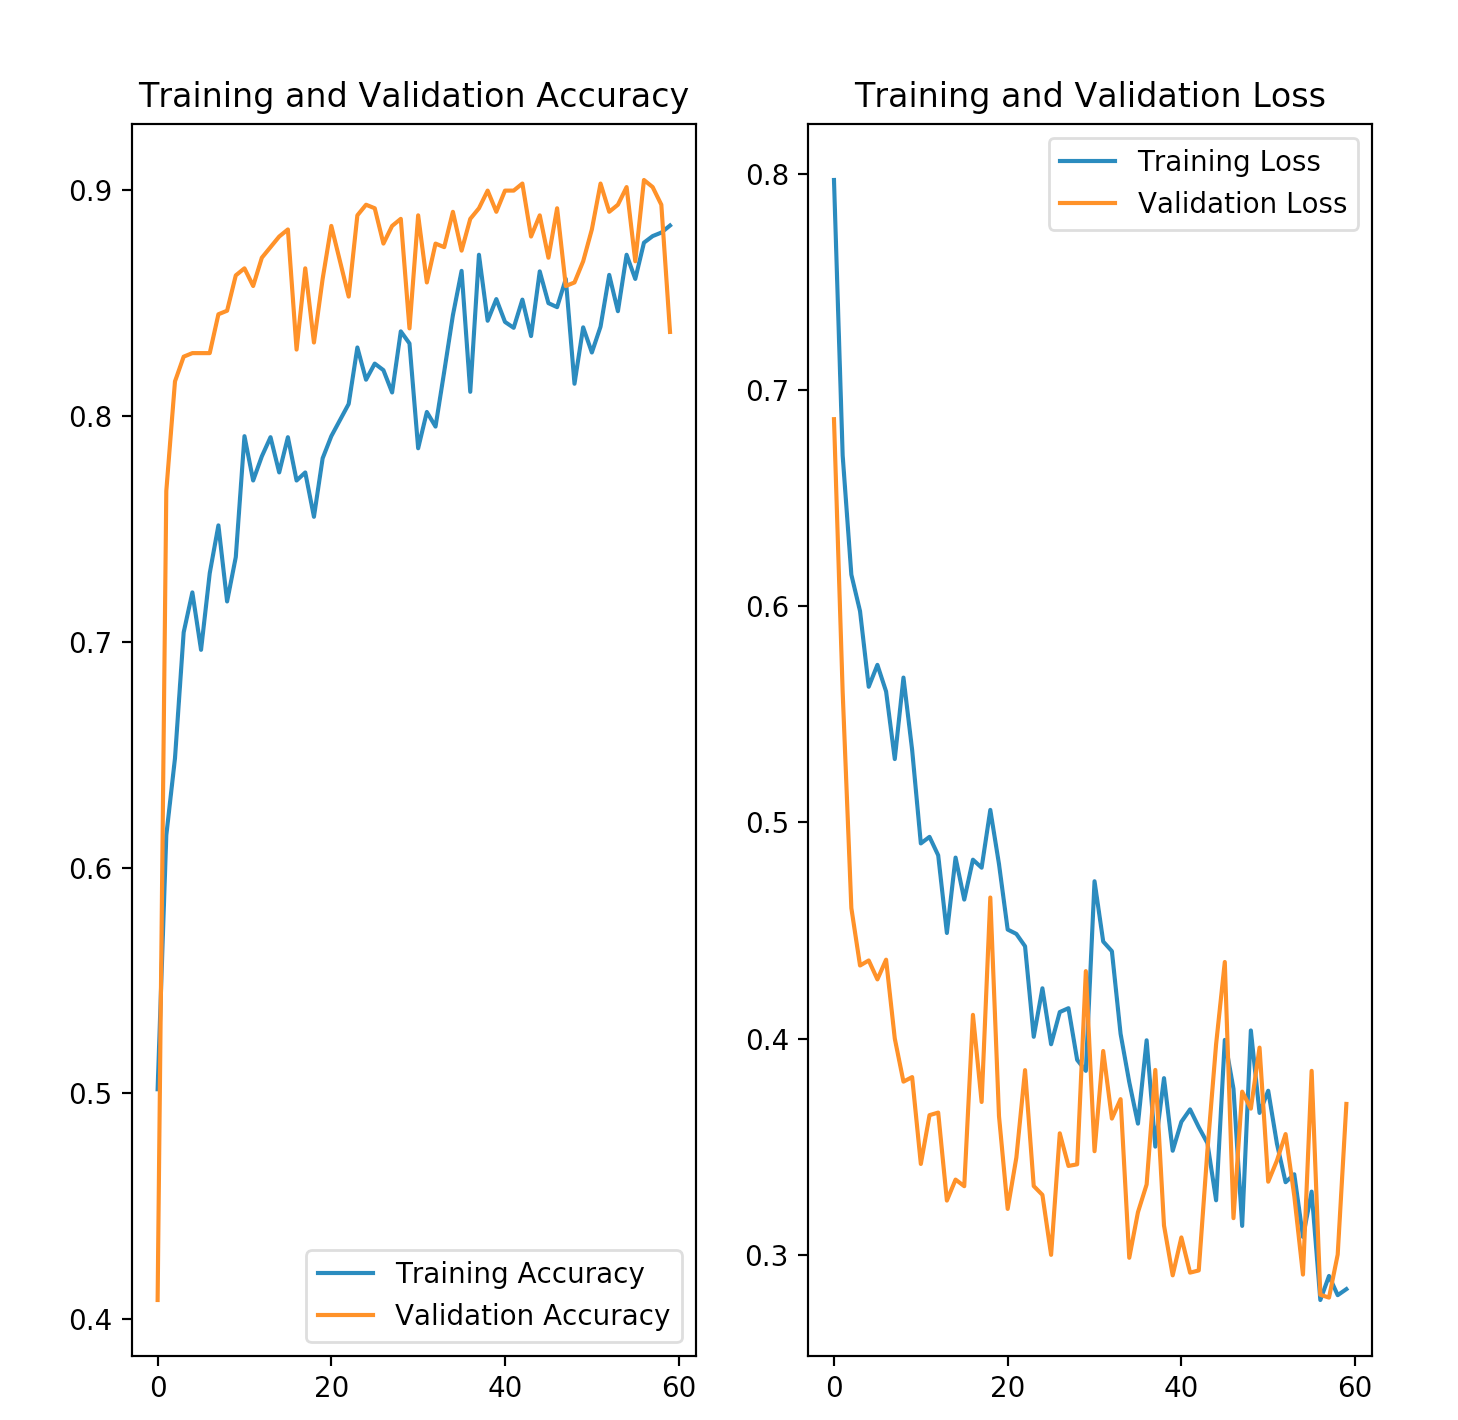 Training and Validation Accuracy
0.9
0.8
0.7
0.6
0.5
0.4
0 20 40 60
Training Accuracy
Validation Accuracy
Training and Validation Loss
0.8
0.7
0.6
0.5
0.4
0.3
0 20 40 60
Training Loss
Validation Loss